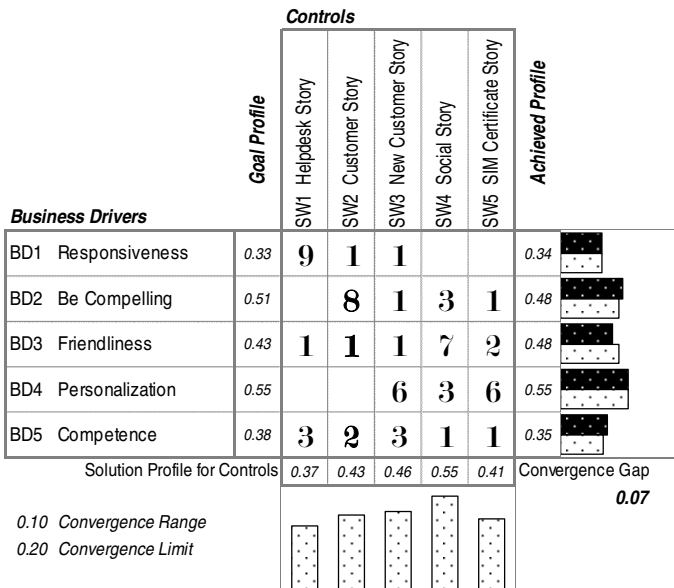 Controls
Goal Profile
SW1 Helpdesk Story
SW2 Customer Story
SW3 New Customer Story
SW4 Social Story
SW5 SIM Certificate Story
Achieved Profile
Business Drivers
BD1 Responsiveness 0.33 9 1 1 0.34
BD2 Be Compelling 0.51 8 1 3 1 0.48
BD3 Friendliness 0.43 1 1 1 7 2 0.48
BD4 Personalization 0.55 6 3 6 0.55
BD5 Competence 0.38 3 2 3 1 1 0.35
Solution Profile for Controls 0.37 0.43 0.46 0.55 0.41 Convergence Gap
0.07
0.10 Convergence Range
0.20 Convergence Limit